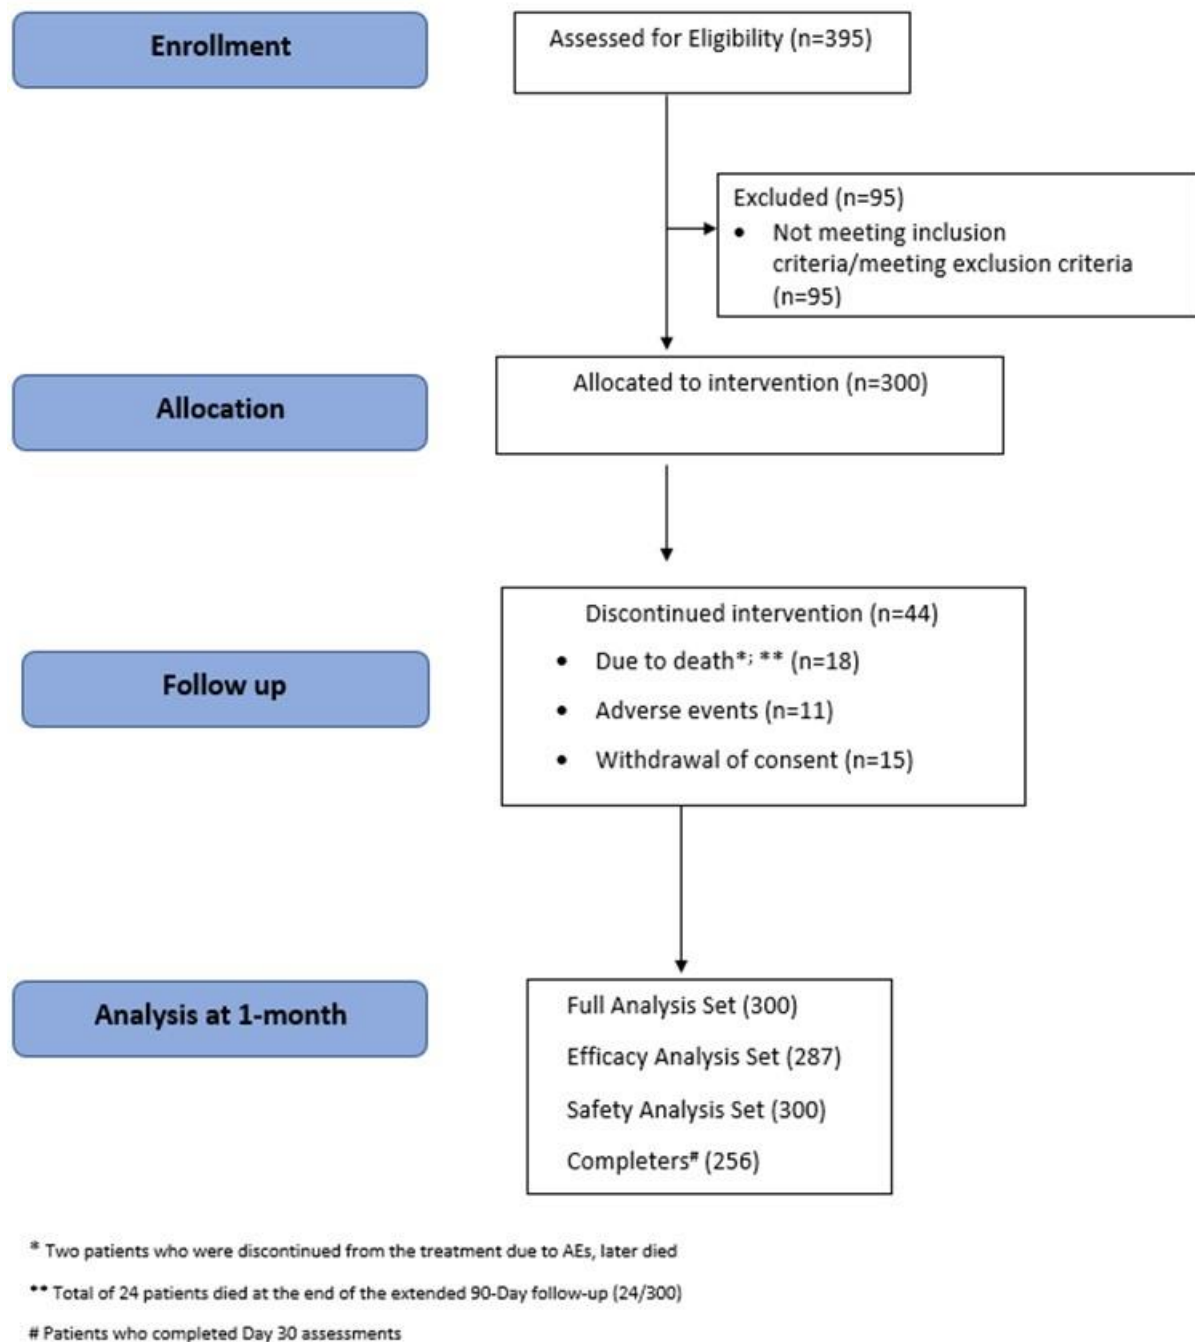 Enrollment
Assessed for Eligibility (n=395)
Excluded (n=95)
• Not meeting inclusion
criteria/meeting exclusion criteria
(n=95)
Allocation
Allocated to intervention (n=300)
Follow up
Discontinued intervention (n=44)
• Due to death*; ** (n=18)
• Adverse events (n=11)
• Withdrawal of consent (n=15)
Analysis at 1-month
Full Analysis Set (300)
Efficacy Analysis Set (287)
Safety Analysis Set (300)
Completers# (256)
* Two patients who were discontinued from the treatment due to AEs, later died
** Total of 24 patients died at the end of the extended 90-Day follow-up (24/300)
# Patients who completed Day 30 assessments